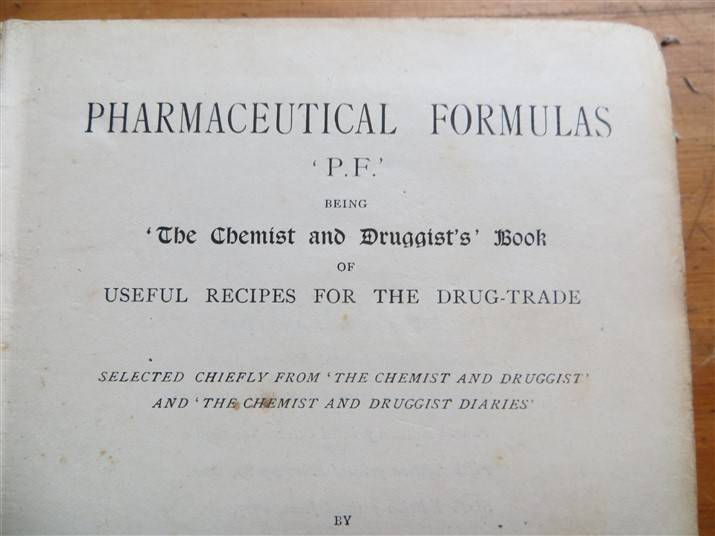 PHARMACEUTICAL FORMULAS
‘P.F.’
BEING
‘The Chemist and Druggist's’ Book
OF
USEFUL RECIPES FOR THE DRUG-TRADE
SELECTED CHIEFLY FROM ‘THE CHEMIST AND DRUGGIST’
AND ‘THE CHEMIST AND DRUGGIST DIARIES’
BY